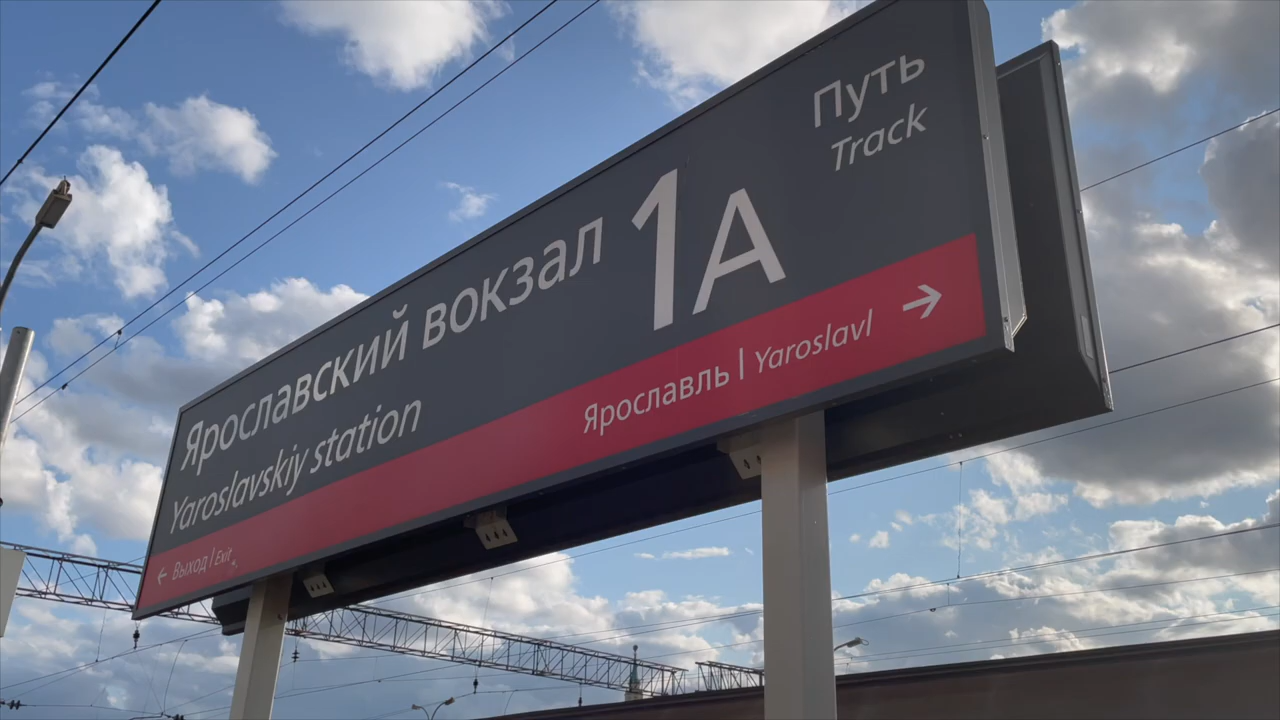 Путь
Track
1А
Ярославский вокзал
Yaroslavskiy station
Ярославль | Yaroslavl →
← Выход | Exit